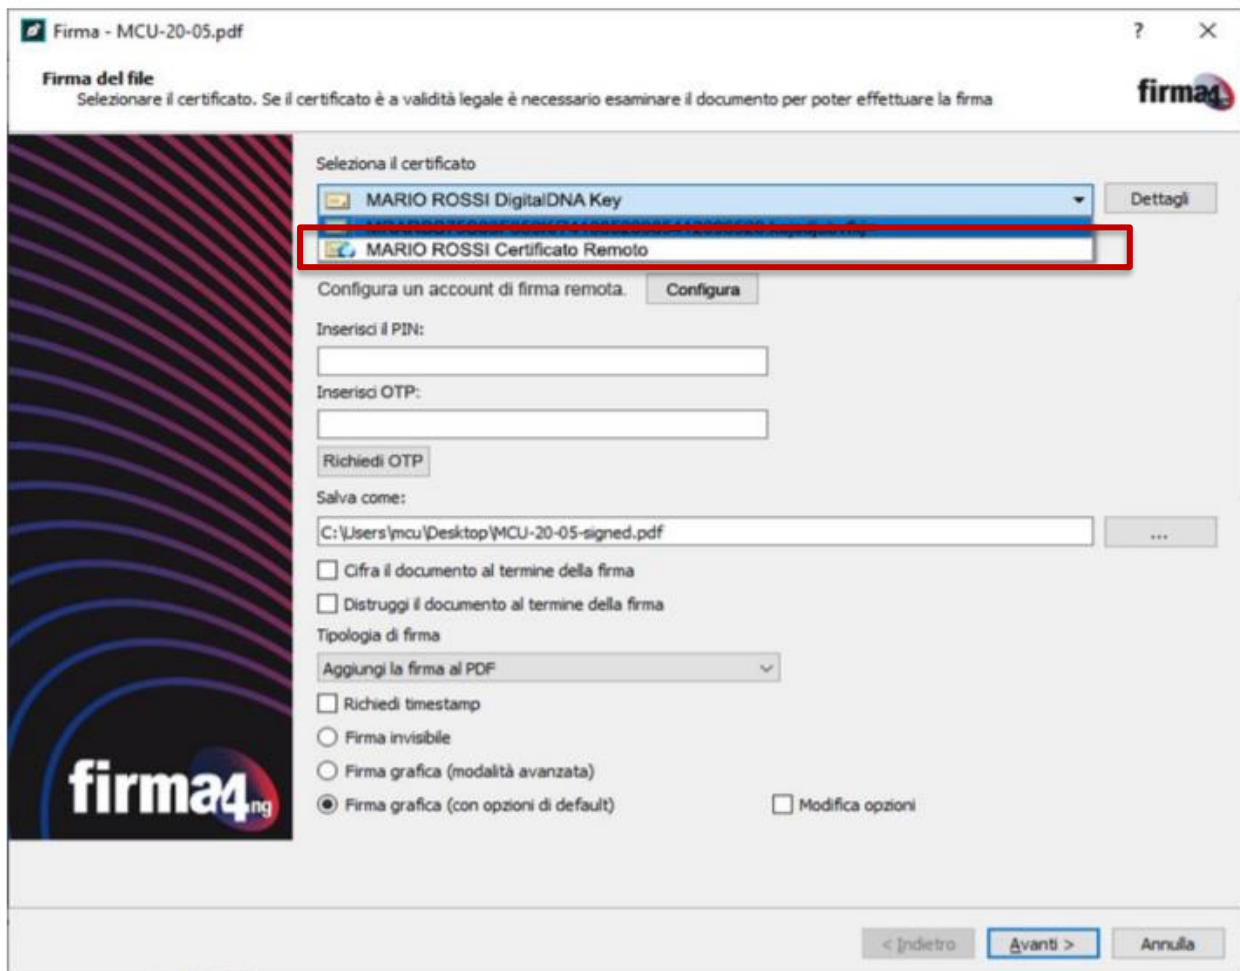 Firma - MCU-20-05.pdf
?
Firma del file
Selezionare il certificato. Se il certificato è a validità legale è necessario esaminare il documento per poter effettuare la firma
firma4
Seleziona il certificato
MARIO ROSSI DigitalDNA Key
Dettagli
MARIO ROSSI Certificato Remoto
Configura un account di firma remota.
Configura
Inserisci il PIN:
Inserisci OTP:
Richiedi OTP
Salva come:
C:\Users\mcu\Desktop\MCU-20-05-signed.pdf
...
Cifra il documento al termine della firma
Distruggi il documento al termine della firma
Tipologia di firma
Aggiungi la firma al PDF
Richiedi timestamp
Firma invisibile
Firma grafica (modalità avanzata)
Firma grafica (con opzioni di default)
Modifica opzioni
firma4.ng
< Indietro
Avanti >
Annulla